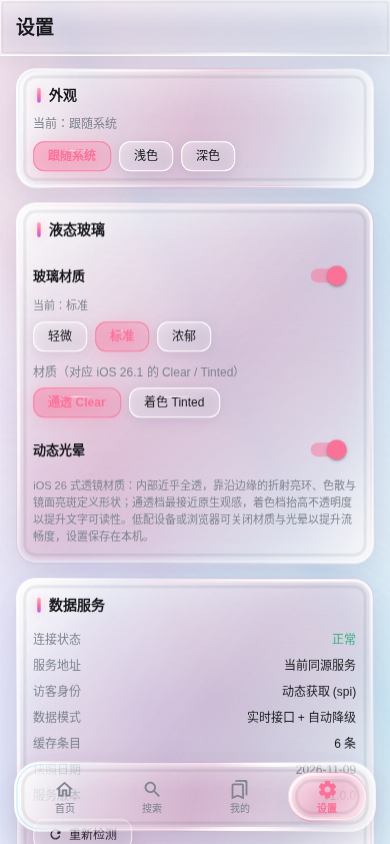 设置
外观
当前：跟随系统
跟随系统 浅色 深色
液态玻璃
玻璃材质
当前：标准
轻微 标准 浓郁
材质（对应 iOS 26.1 的 Clear / Tinted）
通透 Clear 着色 Tinted
动态光晕
iOS 26 式透镜材质：内部近乎全透，靠沿边缘的折射亮环、色散与
镜面亮斑定义形状；通透档最接近原生观感，着色档抬高不透明度
以提升文字可读性。低配设备或浏览器可关闭材质与光晕以提升流
畅度，设置保存在本机。
数据服务
连接状态 正常
服务地址 当前同源服务
访客身份 动态获取 (spi)
数据模式 实时接口 + 自动降级
缓存条目 6 条
日期 2026-11-09
服务
首页 搜索 我的 设置
重新检测